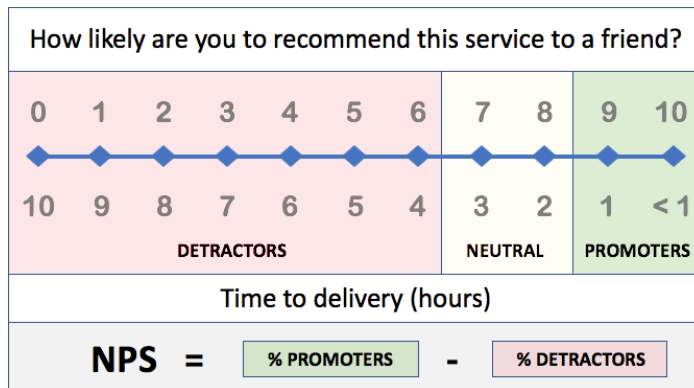 How likely are you to recommend this service to a friend?
0 1 2 3 4 5 6 7 8 9 10
10 9 8 7 6 5 4 3 2 1 < 1
DETRACTORS NEUTRAL PROMOTERS
Time to delivery (hours)
NPS = % PROMOTERS - % DETRACTORS